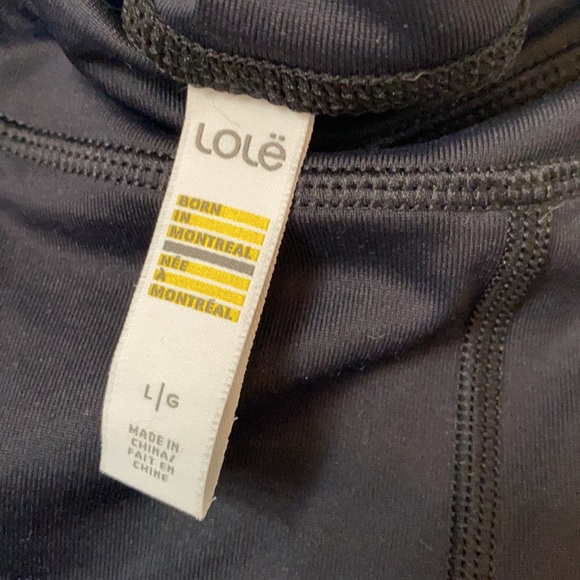 Lolë
BORN
IN
MONTREAL
NÉE
À
MONTRÉAL
L|G
MADE IN
CHINA/
FAIT EN
CHINE